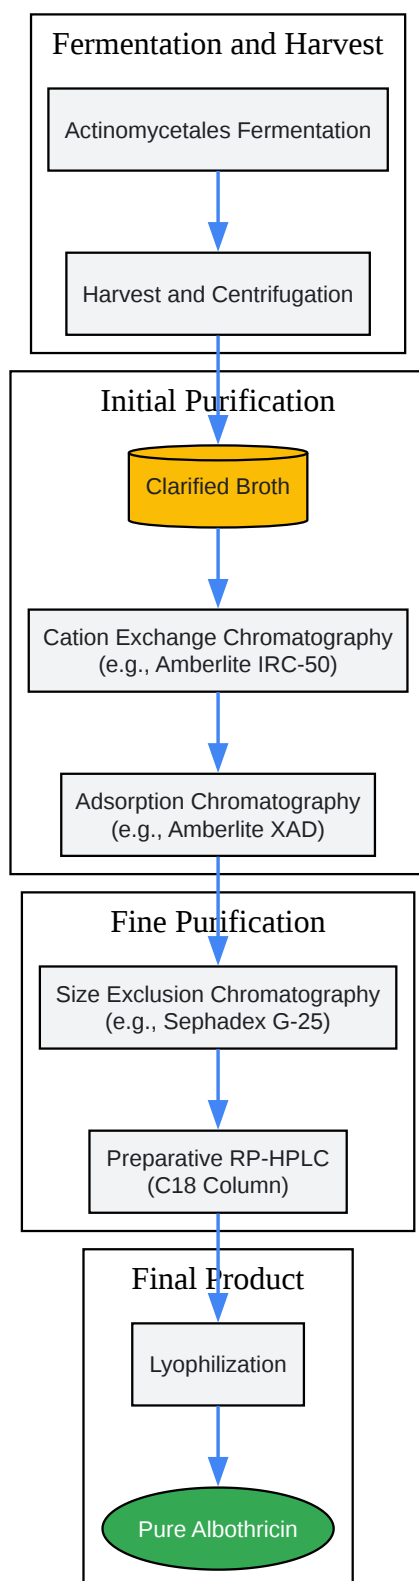 Fermentation and Harvest
Actinomycetales Fermentation
Harvest and Centrifugation
Initial Purification
Clarified Broth
Cation Exchange Chromatography
(e.g., Amberlite IRC-50)
Adsorption Chromatography
(e.g., Amberlite XAD)
Fine Purification
Size Exclusion Chromatography
(e.g., Sephadex G-25)
Preparative RP-HPLC
(C18 Column)
Final Product
Lyophilization
Pure Albothricin